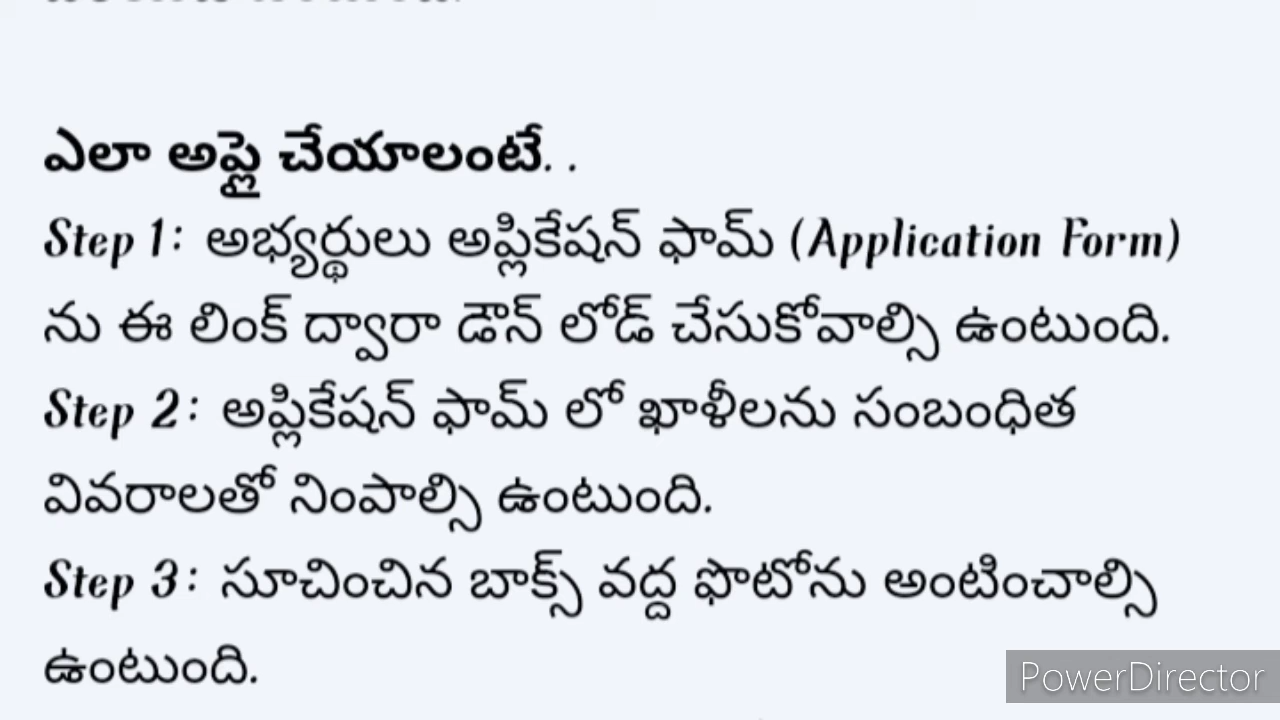 ఎలా అప్లై చేయాలంటే. .
Step 1: అభ్యర్థులు అప్లికేషన్ ఫామ్ (Application Form)
ను ఈ లింక్ ద్వారా డౌన్ లోడ్ చేసుకోవాల్సి ఉంటుంది.
Step 2: అప్లికేషన్ ఫామ్ లో ఖాళీలను సంబంధిత
వివరాలతో నింపాల్సి ఉంటుంది.
Step 3: సూచించిన బాక్స్ వద్ద ఫొటోను అంటించాల్సి
ఉంటుంది.
PowerDirector